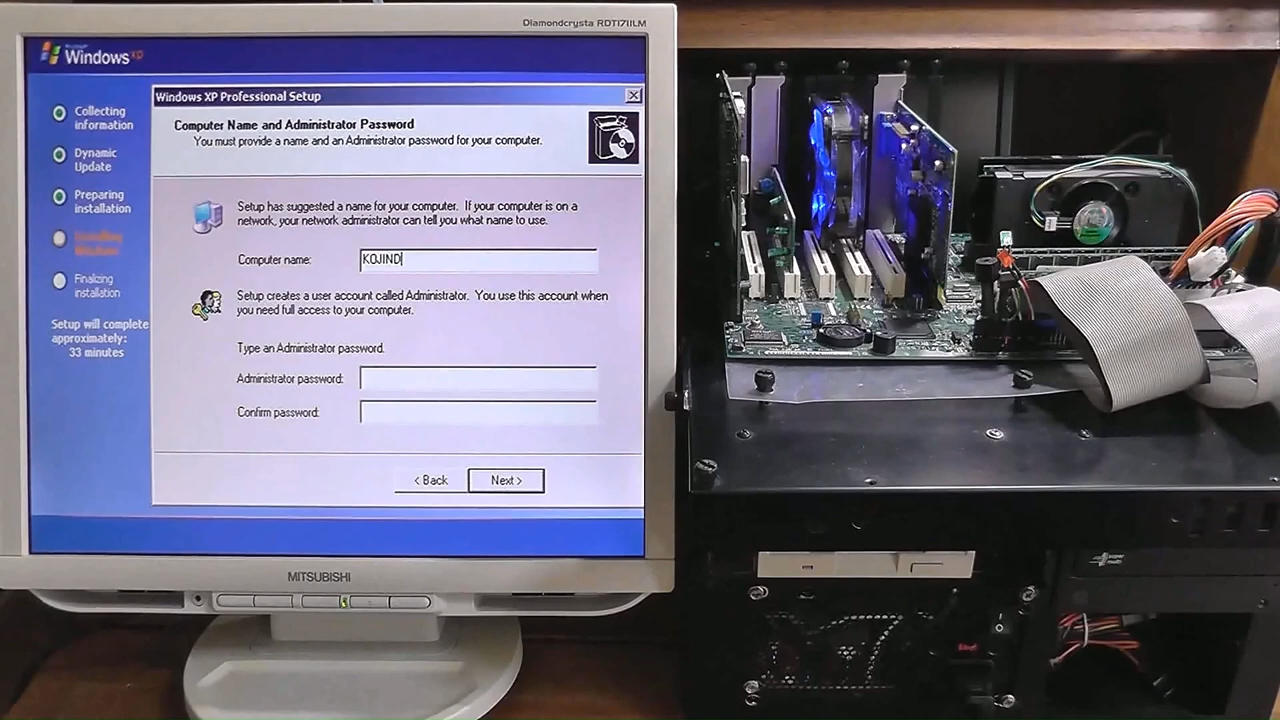 Diamondcrysta RDT1711LM
Microsoft
Windows xp
Collecting
information
Dynamic
Update
Preparing
installation
Installing
Windows
Finalizing
installation
Setup will complete
approximately:
33 minutes
Windows XP Professional Setup
Computer Name and Administrator Password
You must provide a name and an Administrator password for your computer.
Setup has suggested a name for your computer. If your computer is on a
network, your network administrator can tell you what name to use.
Computer name:
KOJIND
Setup creates a user account called Administrator. You use this account when
you need full access to your computer.
Type an Administrator password.
Administrator password:
Confirm password:
< Back
Next >
MITSUBISHI